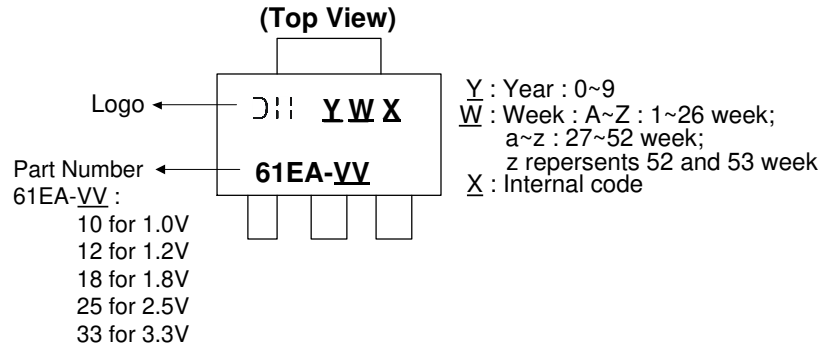 (Top View)
Logo
Y W X
Y : Year : 0~9
W : Week : A~Z : 1~26 week;
a~z : 27~52 week;
z repersents 52 and 53 week
X : Internal code
Part Number
61EA-VV
61EA-VV :
10 for 1.0V
12 for 1.2V
18 for 1.8V
25 for 2.5V
33 for 3.3V